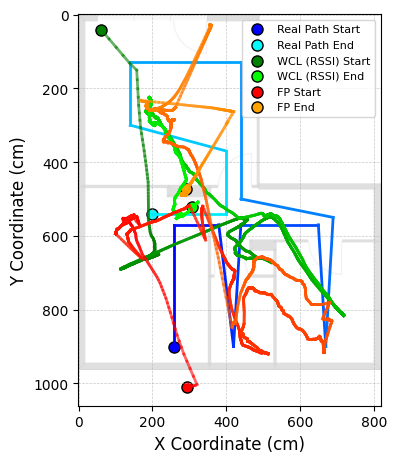 0
200
400
600
800
1000
Y Coordinate (cm)
0
200
400
600
800
X Coordinate (cm)
Real Path Start
Real Path End
WCL (RSSI) Start
WCL (RSSI) End
FP Start
FP End